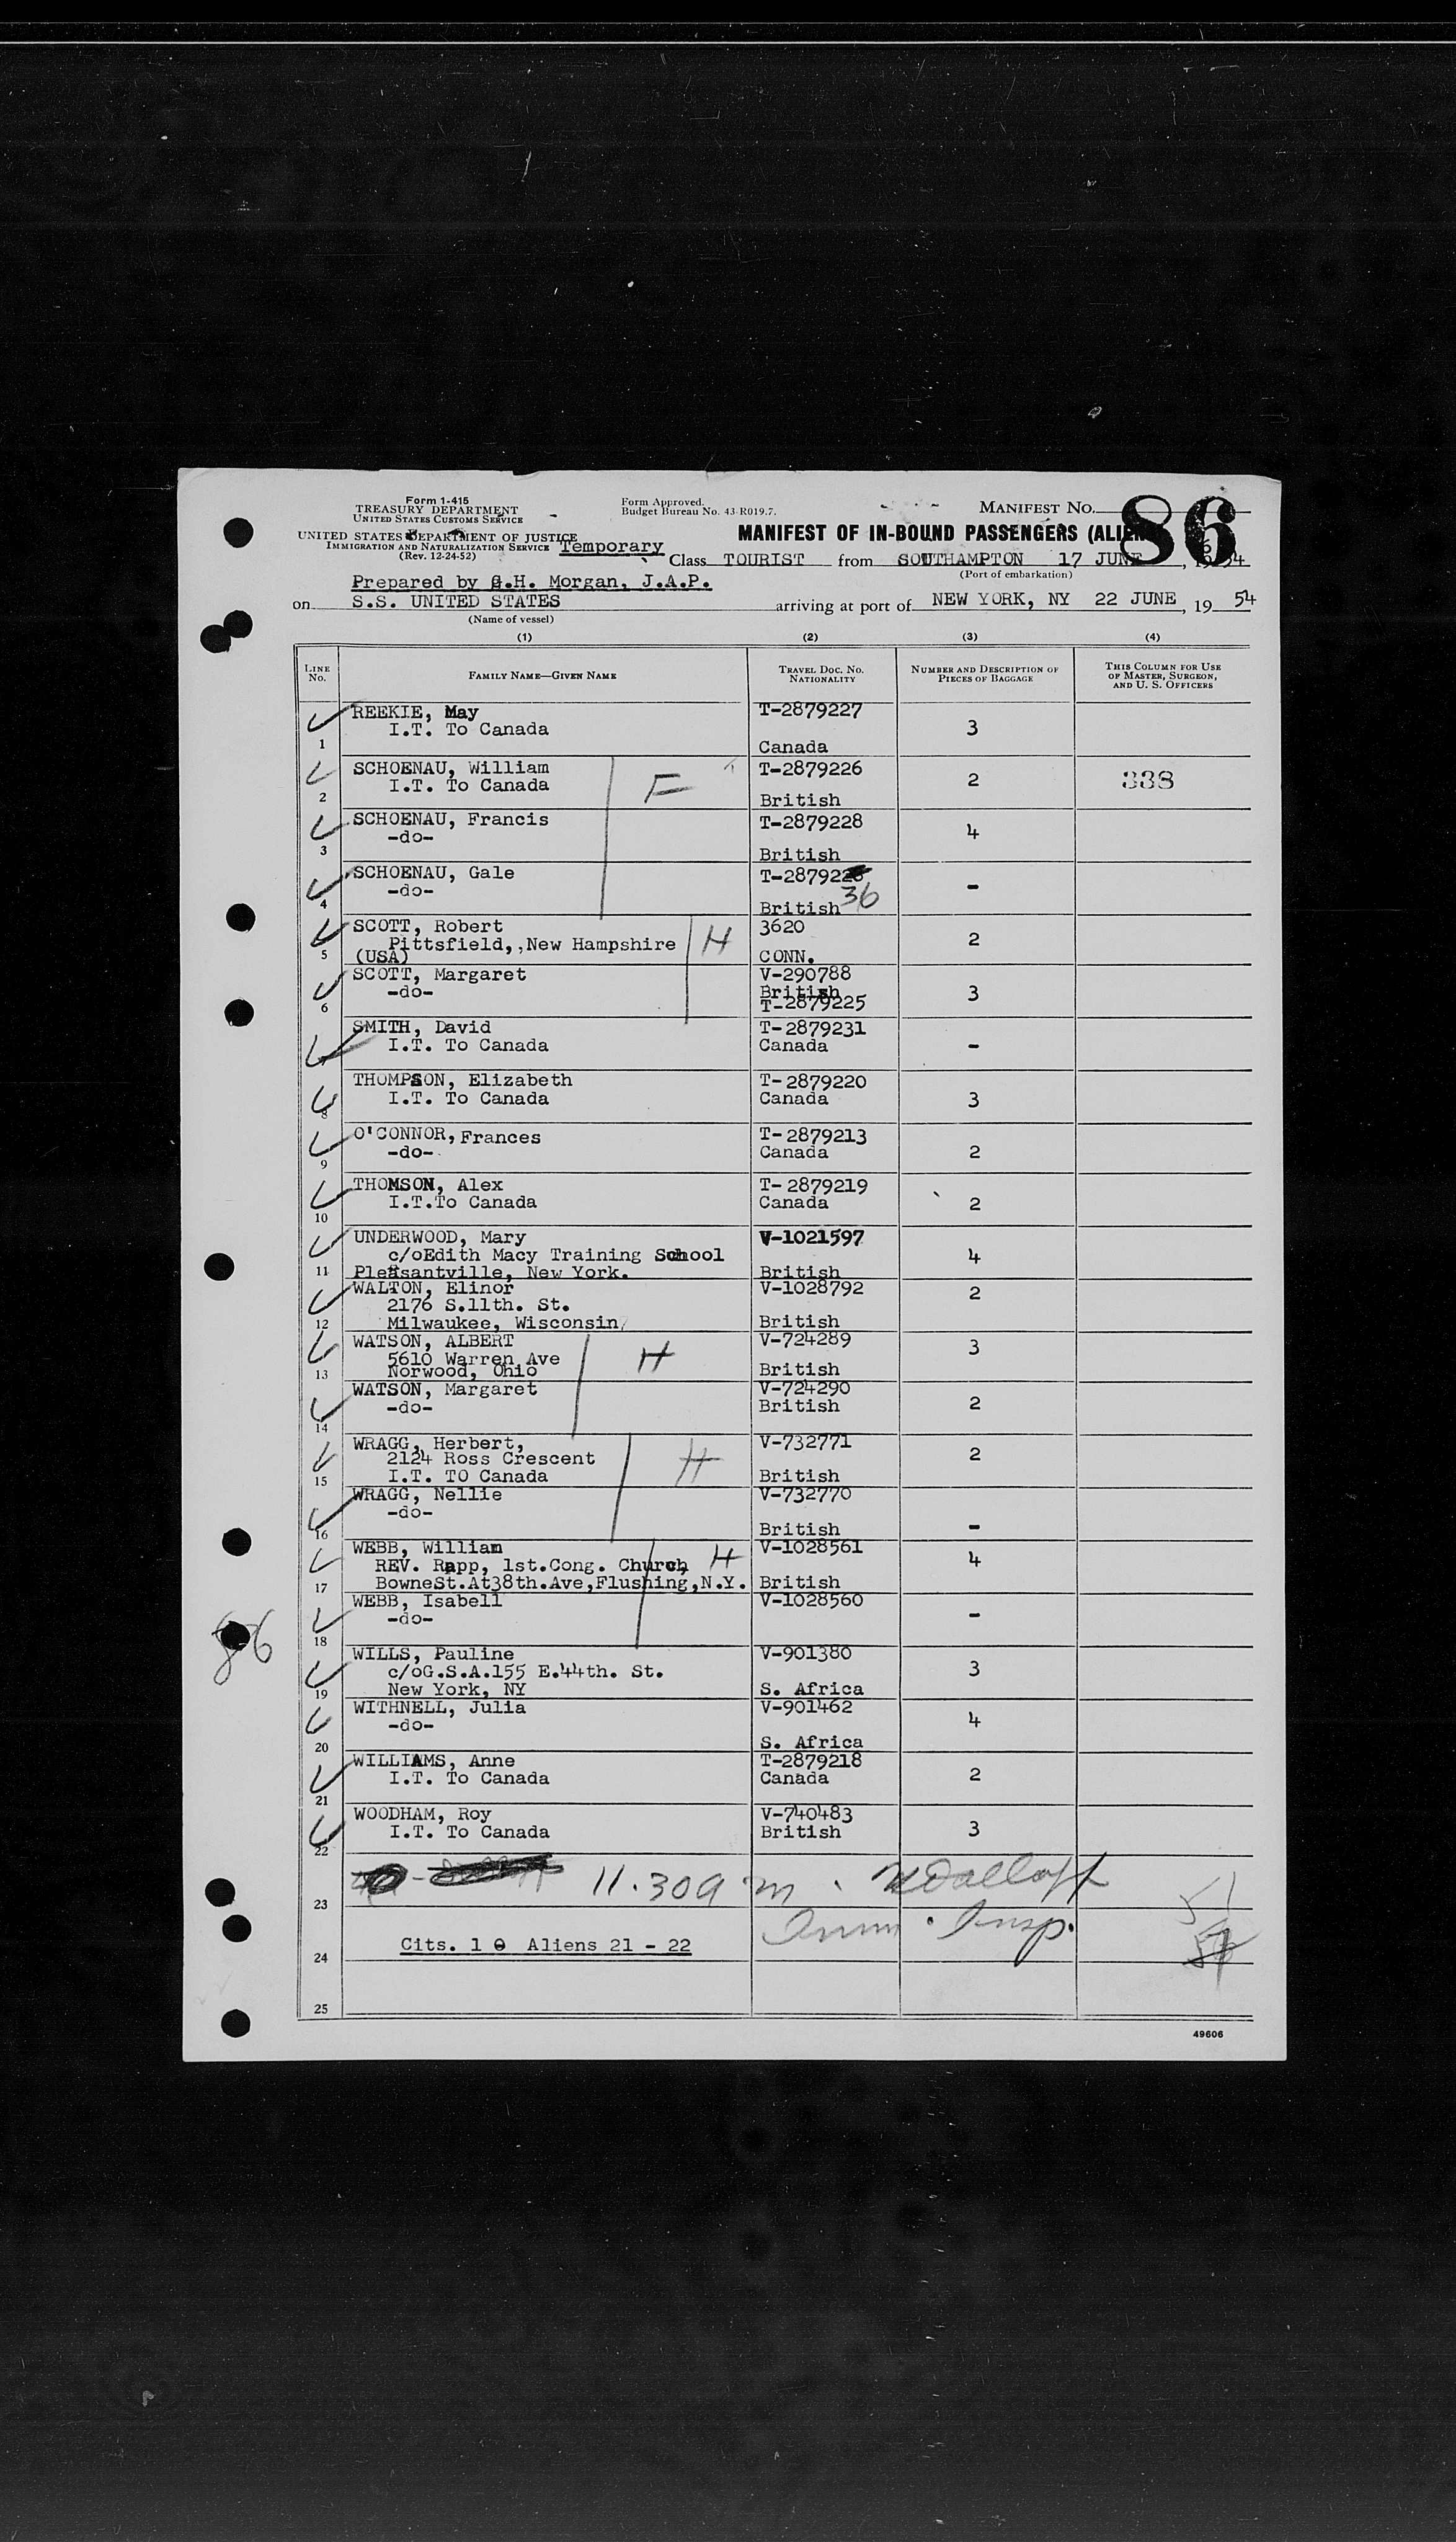 Form 1-415
TREASURY DEPARTMENT
UNITED STATES CUSTOMS SERVICE
Form Approved.
Budget Bureau No. 43-R019.7.
MANIFEST No. 86
UNITED STATES DEPARTMENT OF JUSTICE
IMMIGRATION AND NATURALIZATION SERVICE
(Rev. 12-24-52)
Temporary
MANIFEST OF IN-BOUND PASSENGERS (ALIEN
Class TOURIST from SOUTHAMPTON 17 JUNE, 1954
(Port of embarkation)
Prepared by G.H. Morgan, J.A.P.
on S.S. UNITED STATES arriving at port of NEW YORK, NY 22 JUNE, 19 54
(Name of vessel)
(1) (2) (3) (4)
LINE No. FAMILY NAME—GIVEN NAME TRAVEL DOC. No. NATIONALITY NUMBER AND DESCRIPTION OF PIECES OF BAGGAGE THIS COLUMN FOR USE OF MASTER, SURGEON, AND U. S. OFFICERS
REEKIE, May T-2879227
I.T. To Canada 3
1 Canada
SCHOENAU, William F T-2879226
I.T. To Canada 2 338
2 British
SCHOENAU, Francis T-2879228
-do- 4
3 British
SCHOENAU, Gale T-287922
-do- 36 -
4 British
SCOTT, Robert H 3620
Pittsfield,,New Hampshire 2
5 (USA) CONN.
SCOTT, Margaret V-290788
-do- British 3
6 T-2879225
SMITH, David T-2879231
I.T. To Canada Canada -
THOMPSON, Elizabeth T-2879220
I.T. To Canada Canada 3
8
O'CONNOR, Frances T-2879213
-do- Canada 2
9
THOMSON, Alex T-2879219
I.T.To Canada Canada 2
10
UNDERWOOD, Mary V-1021597
c/oEdith Macy Training School 4
11 Pleasantville, New York. British
WALTON, Elinor V-1028792 2
2176 S.11th. St.
12 Milwaukee, Wisconsin British
WATSON, ALBERT H V-724289 3
5610 Warren Ave
13 Norwood, Ohio British
WATSON, Margaret V-724290
-do- British 2
14
WRAGG, Herbert, H V-732771 2
2124 Ross Crescent
15 I.T. TO Canada British
WRAGG, Nellie V-732770
-do-
16 British -
WEBB, William H V-1028561
REV. Rapp, 1st.Cong. Church, 4
17 BowneSt.At38th.Ave,Flushing,N.Y. British
WEBB, Isabell V-1028560
-do- -
18
86
WILLS, Pauline V-901380
c/oG.S.A.155 E.44th. St. 3
19 New York, NY S. Africa
WITHNELL, Julia V-901462
-do- 4
20 S. Africa
WILLIAMS, Anne T-2879218
I.T. To Canada Canada 2
21
WOODHAM, Roy V-740483
I.T. To Canada British 3
22
11.30am
23
Imm. Insp.
Cits. 1 Aliens 21 - 22
24
51
25
49606